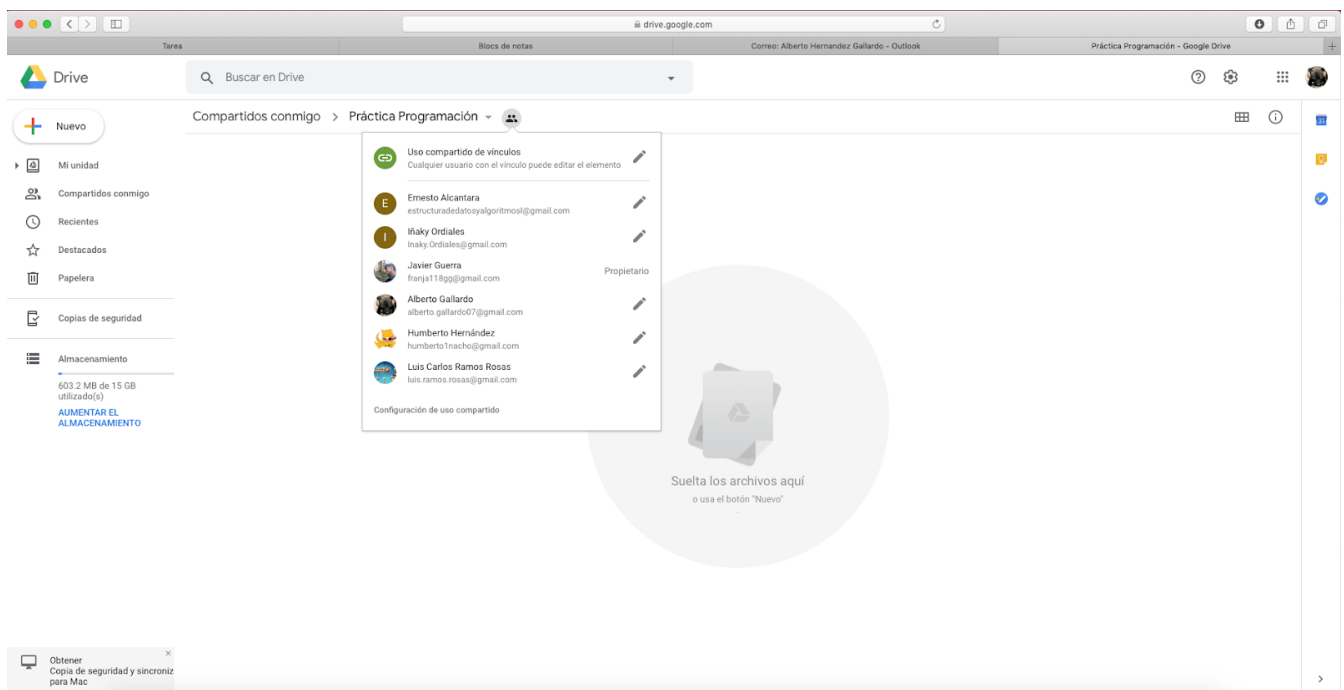 drive.google.com
Tarea
Blocs de notas
Correo: Alberto Hernandez Gallardo - Outlook
Práctica Programación - Google Drive
Drive
Buscar en Drive
Nuevo
Compartidos conmigo > Práctica Programación
Mi unidad
Compartidos conmigo
Recientes
Destacados
Papelera
Copias de seguridad
Almacenamiento
603.2 MB de 15 GB
utilizado(s)
AUMENTAR EL
ALMACENAMIENTO
Uso compartido de vínculos
Cualquier usuario con el vínculo puede editar el elemento
E
Ernesto Alcantara
estructuradedatosyalgoritmosI@gmail.com
I
Iñaky Ordiales
Inaky.Ordiales@gmail.com
Javier Guerra
franja118gg@gmail.com
Propietario
Alberto Gallardo
alberto.gallardo07@gmail.com
Humberto Hernández
humberto1nacho@gmail.com
Luis Carlos Ramos Rosas
luis.ramos.rosas@gmail.com
Configuración de uso compartido
Suelta los archivos aquí
o usa el botón "Nuevo"
31
Obtener
Copia de seguridad y sincroniz
para Mac